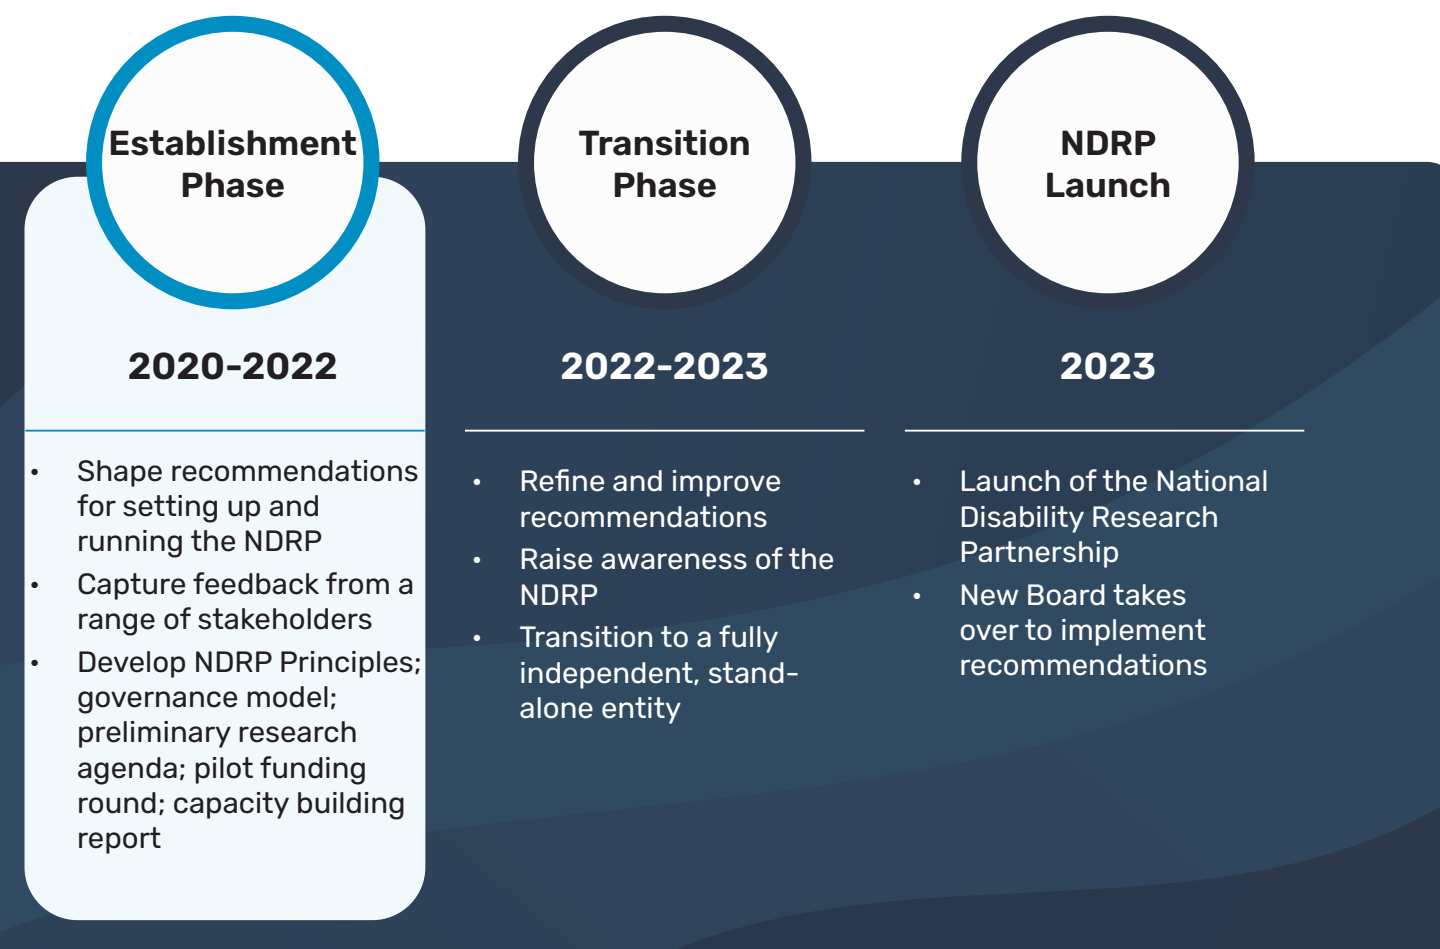 Establishment
Phase
2020-2022
• Shape recommendations
for setting up and
running the NDRP
• Capture feedback from a
range of stakeholders
• Develop NDRP Principles;
governance model;
preliminary research
agenda; pilot funding
round; capacity building
report
Transition
Phase
2022-2023
• Refine and improve
recommendations
• Raise awareness of the
NDRP
• Transition to a fully
independent, stand-
alone entity
NDRP
Launch
2023
• Launch of the National
Disability Research
Partnership
• New Board takes
over to implement
recommendations